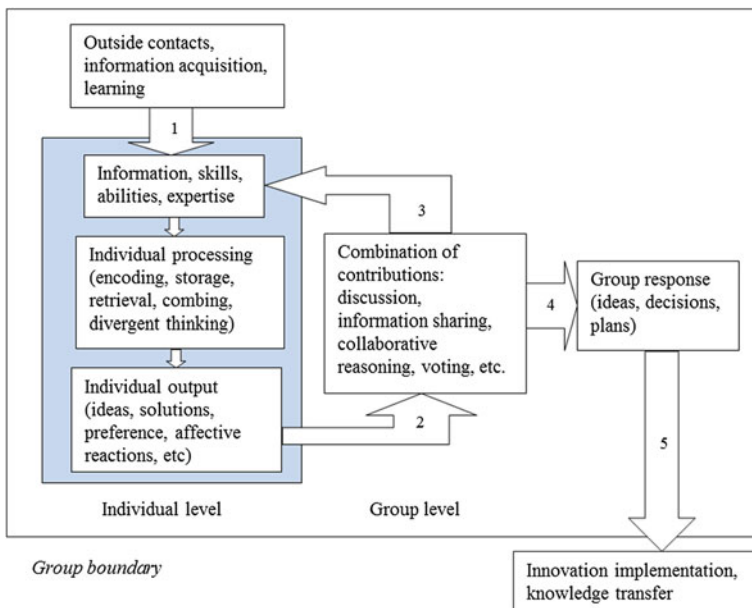 Outside contacts,
information acquisition,
learning
1
Information, skills,
abilities, expertise
3
Individual processing
(encoding, storage,
retrieval, combing,
divergent thinking)
Combination of
contributions:
discussion,
information sharing,
collaborative
reasoning, voting, etc.
4
Group response
(ideas, decisions,
plans)
Individual output
(ideas, solutions,
preference, affective
reactions, etc)
2
5
Individual level
Group level
Group boundary
Innovation implementation,
knowledge transfer